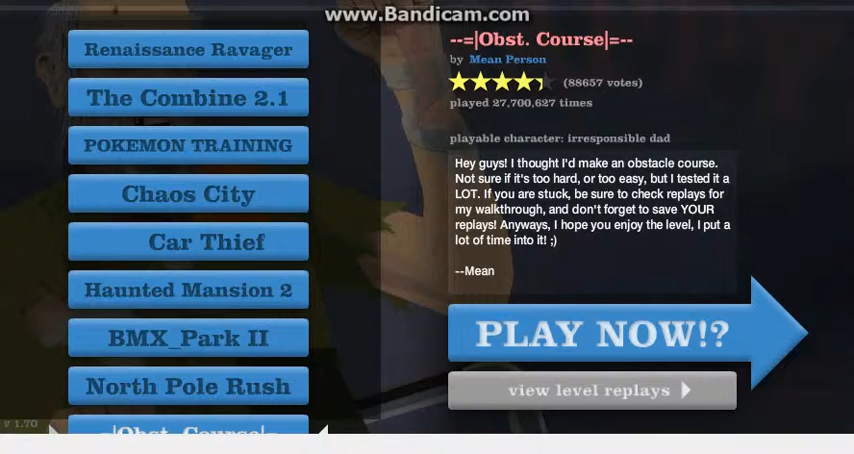 www.Bandicam.com
Renaissance Ravager
The Combine 2.1
POKEMON TRAINING
Chaos City
Car Thief
Haunted Mansion 2
BMX_Park II
North Pole Rush
=|Obst. Course|=
v 1.70
--=|Obst. Course|=--
by Mean Person
(88657 votes)
played 27,700,627 times
playable character: irresponsible dad
Hey guys! I thought I'd make an obstacle course.
Not sure if it's too hard, or too easy, but I tested it a
LOT. If you are stuck, be sure to check replays for
my walkthrough, and don't forget to save YOUR
replays! Anyways, I hope you enjoy the level, I put a
lot of time into it! ;)
--Mean
PLAY NOW!?
view level replays